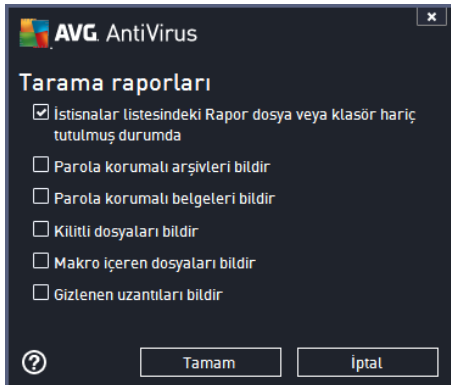 AVG AntiVirus
Tarama raporları
İstisnalar listesindeki Rapor dosya veya klasör hariç
tutulmuş durumda
Parola korumalı arşivleri bildir
Parola korumalı belgeleri bildir
Kilitli dosyaları bildir
Makro içeren dosyaları bildir
Gizlenen uzantıları bildir
Tamam
İptal